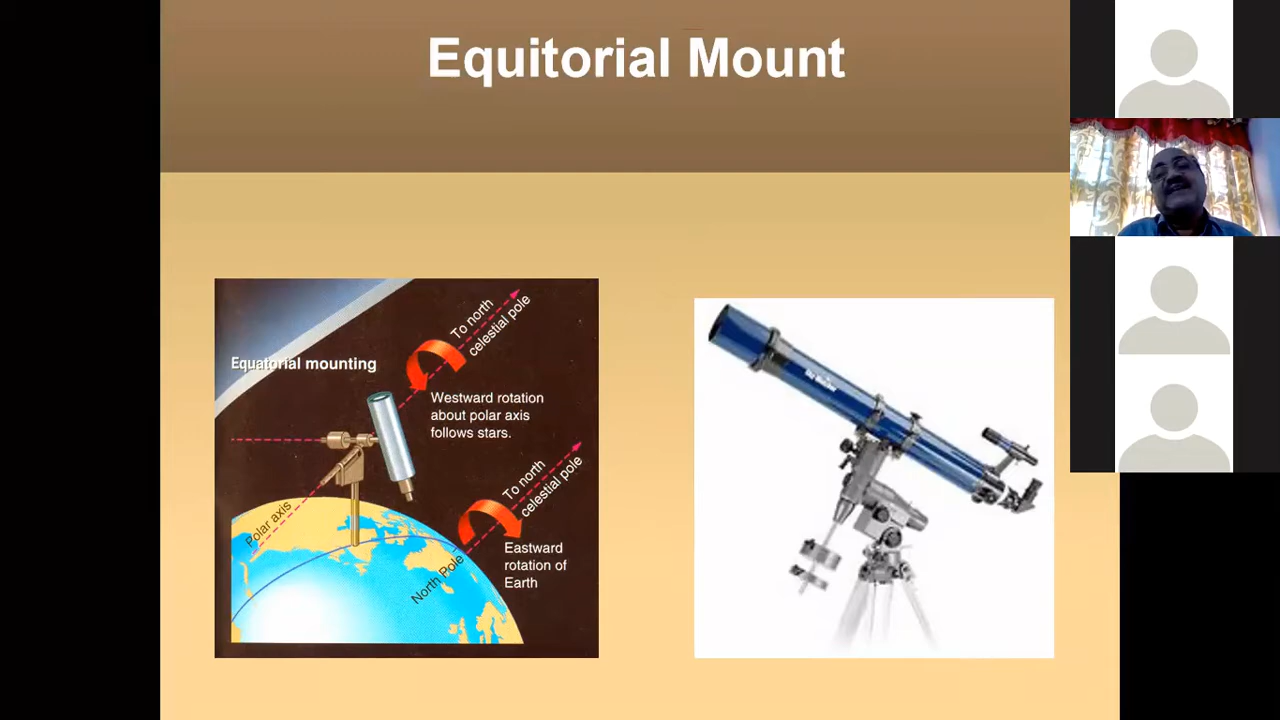 Equitorial Mount
To north
celestial pole
Equatorial mounting
Westward rotation
about polar axis
follows stars.
To north
celestial pole
Polar axis
Eastward
rotation of
Earth
North Pole